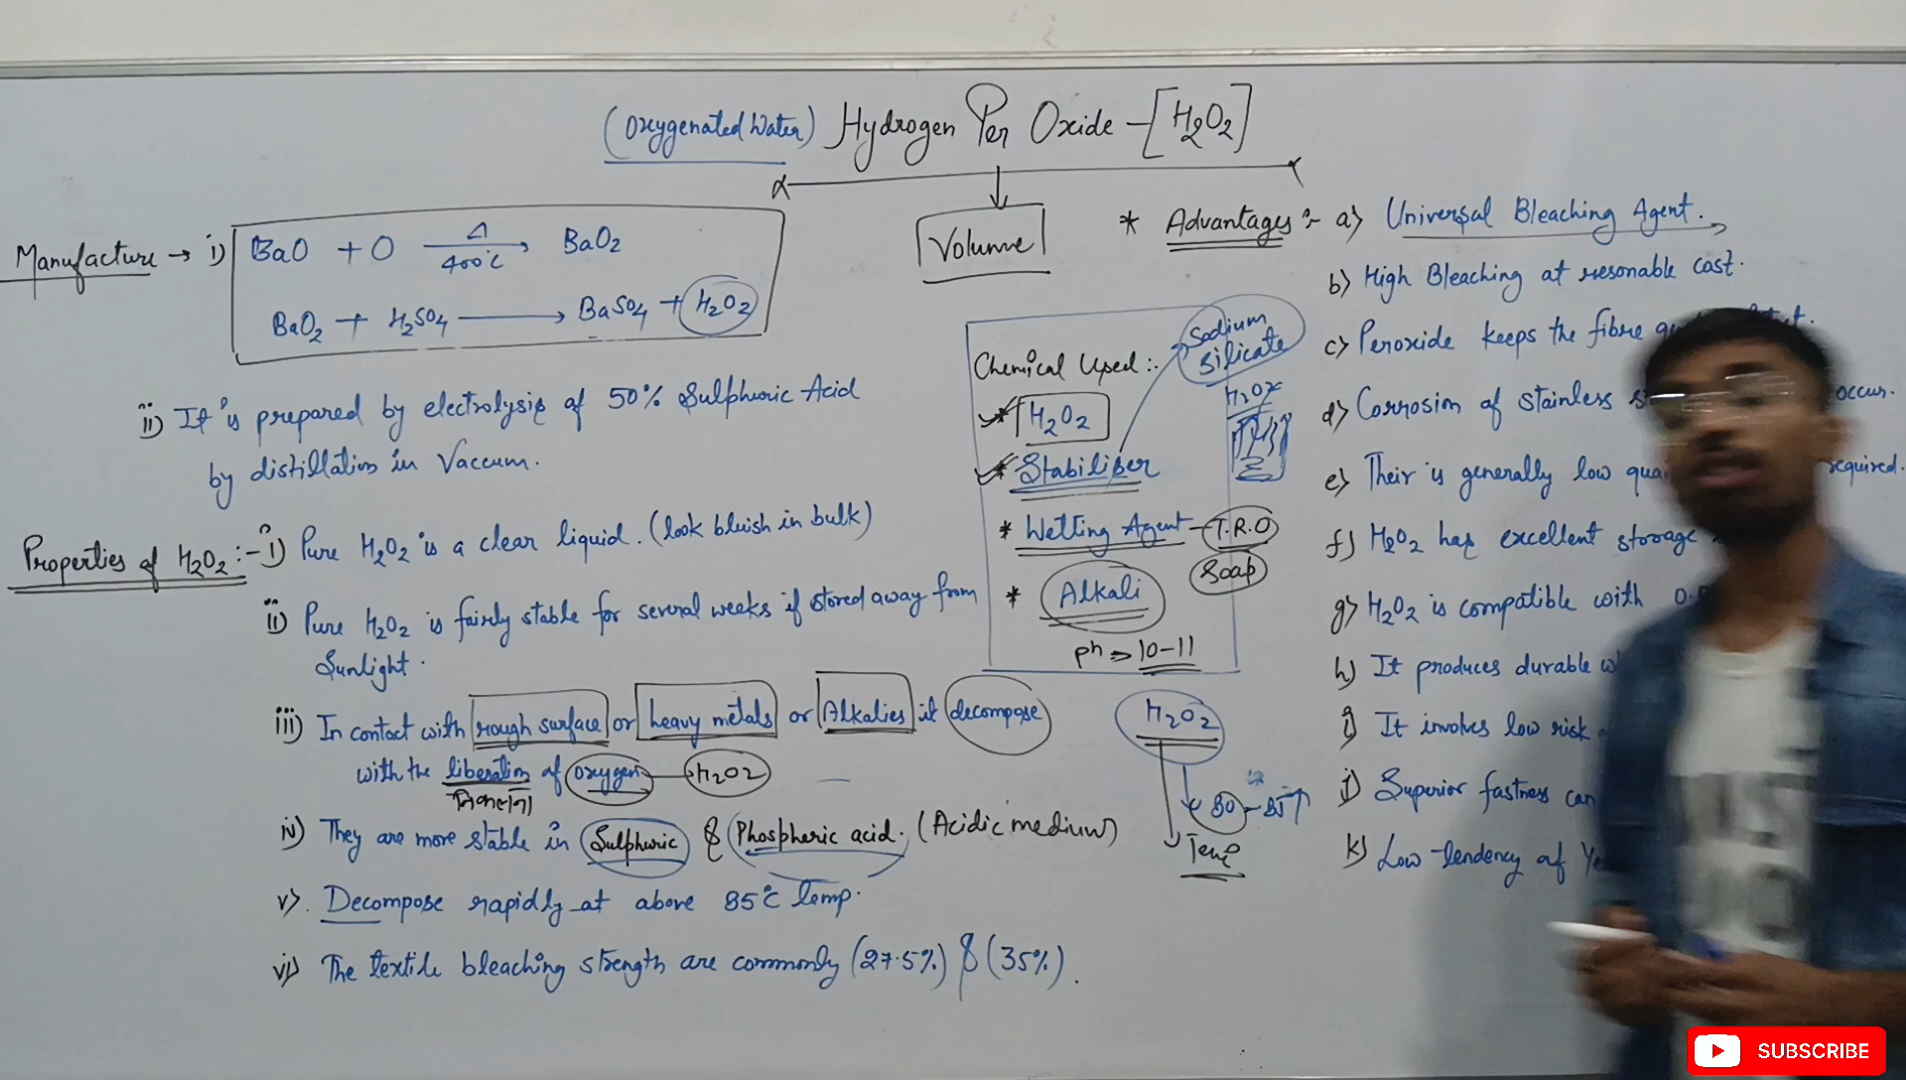 (Oxygenated Water) Hydrogen Per Oxide - [H2O2]
Volume
Manufacture → i) BaO + O Δ 400°C → BaO2
BaO2 + H2SO4 → BaSO4 + H2O2
ii) It's prepared by electrolysis of 50% Sulphuric Acid
by distillation in Vaccum.
Properties of H2O2 :- i) Pure H2O2 is a clear liquid. (look bluish in bulk)
ii) Pure H2O2 is fairly stable for several weeks if stored away from
Sunlight.
iii) In contact with rough surface or heavy metals or Alkalies it decompose
with the liberation of oxygen H2O2
निकालना
iv) They are more stable in Sulphuric & Phospheric acid. (Acidic medium)
v) Decompose rapidly at above 85°C temp.
vi) The textile bleaching strength are commonly (27.5%) & (35%).
Chemical Used :-
* H2O2
* Stabiliser
Sodium
Silicate
H2O2
* Wetting Agent - T.R.O
Soap
* Alkali
pH → 10-11
H2O2
80 - 85
* Advantages :- a) Universal Bleaching Agent.
b) High Bleaching at resonable cost.
c) Peroxide keeps the fibre
d) Corrosion of stainless occur.
e) Their is generally low required.
f) H2O2 has excellent storage
g) H2O2 is compatible with
h) It produces durable
i) It involves low risk
j) Superior fastness can
k) Low tendency of
SUBSCRIBE